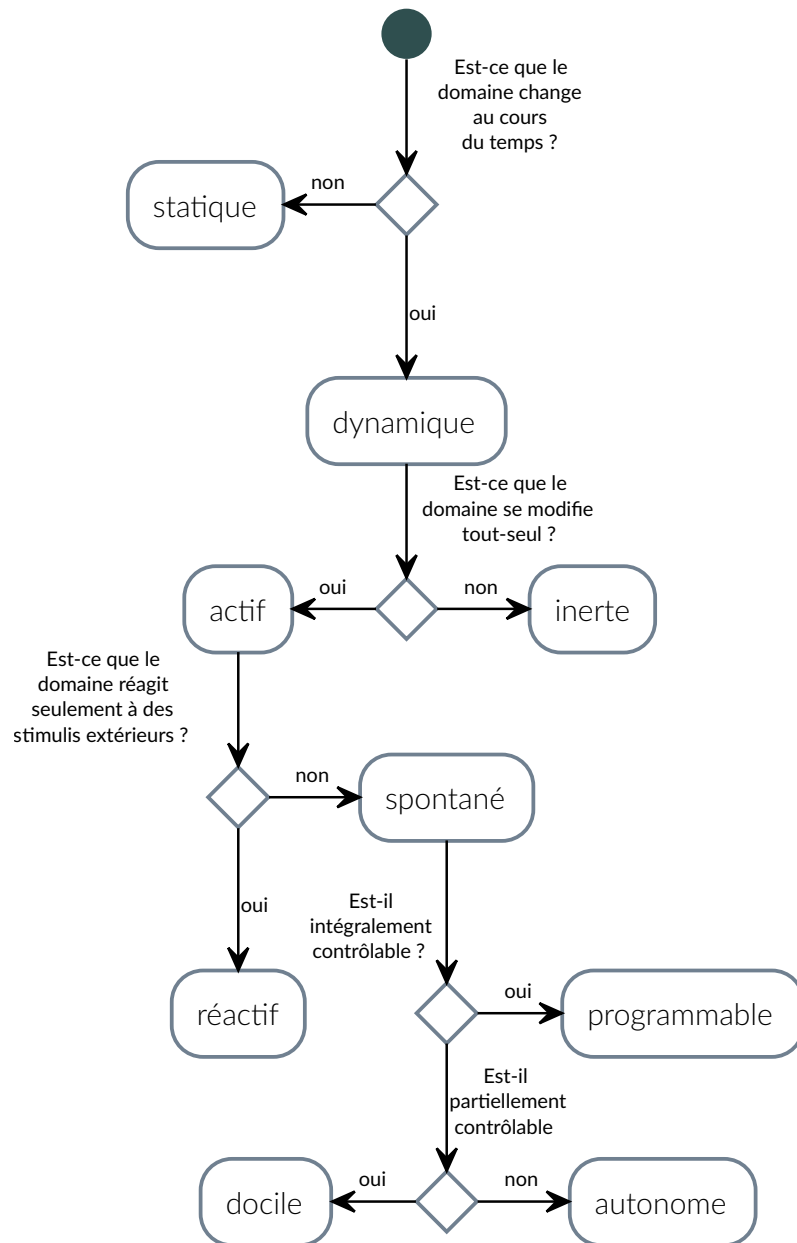 Est-ce que le
domaine change
au cours
du temps ?
non
statique
oui
dynamique
Est-ce que le
domaine se modifie
tout-seul ?
oui
non
actif
inerte
Est-ce que le
domaine réagit
seulement à des
stimulis extérieurs ?
non
spontané
oui
Est-il
intégralement
contrôlable ?
réactif
oui
programmable
Est-il
partiellement
contrôlable
oui
non
docile
autonome